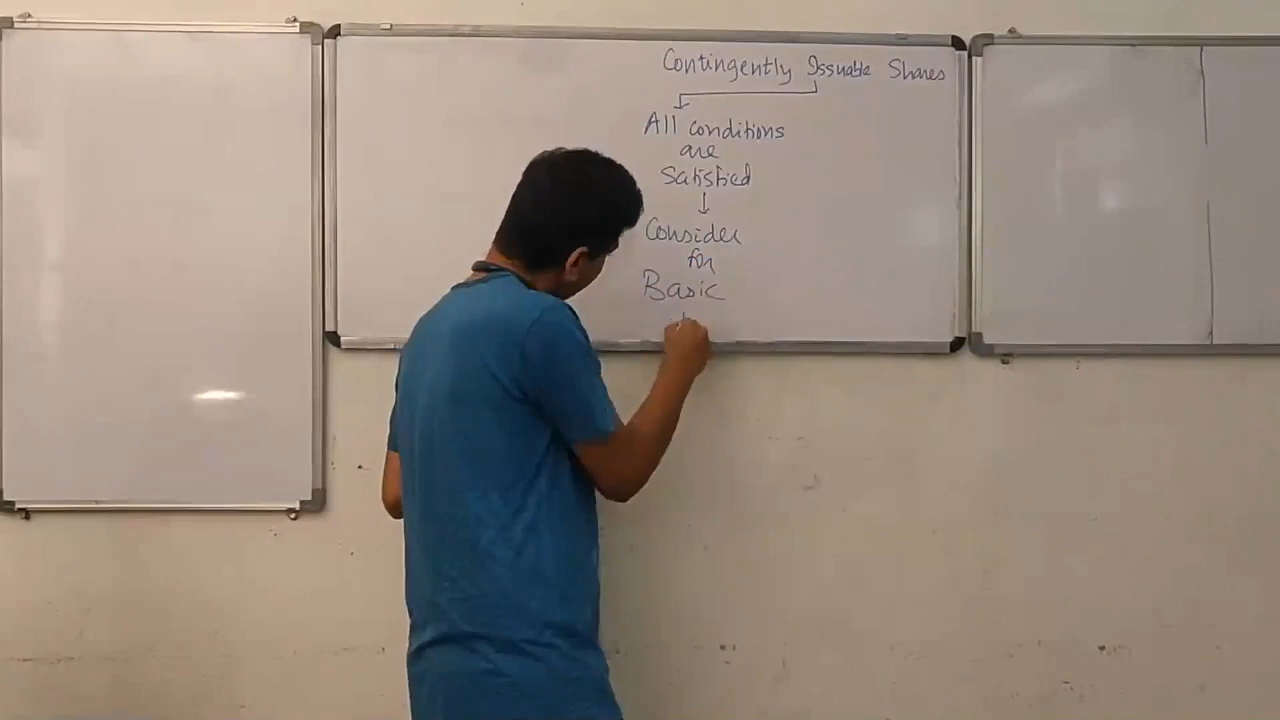 Contingently Issuable Shares
All conditions
are
Satisfied
Consider
for
Basic